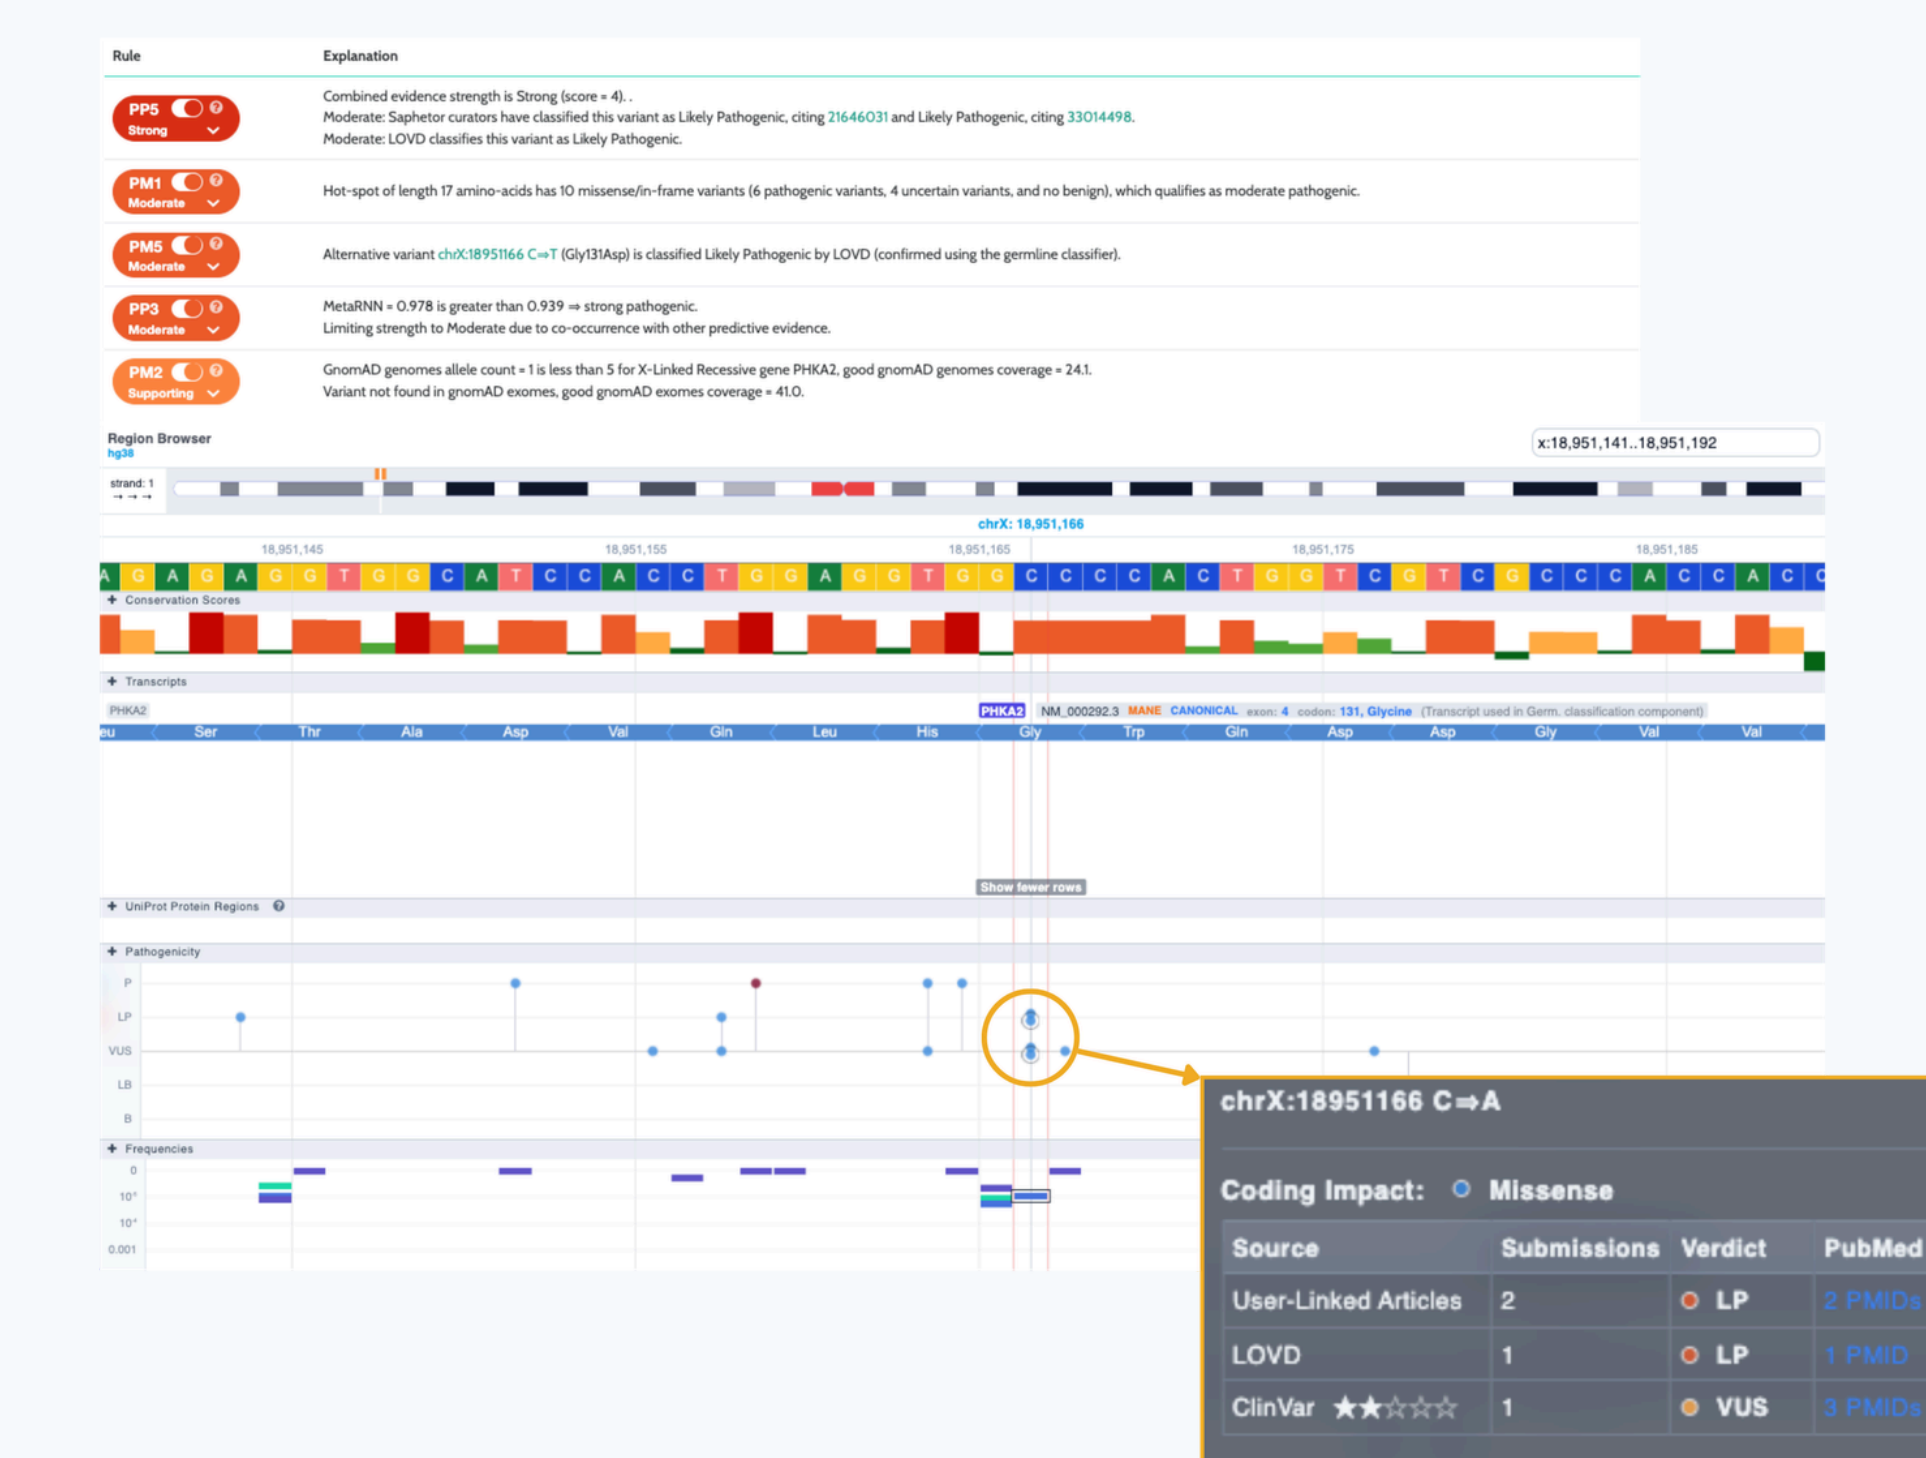 Rule Explanation
PP5 Strong
Combined evidence strength is Strong (score = 4). .
Moderate: Saphetor curators have classified this variant as Likely Pathogenic, citing 21646031 and Likely Pathogenic, citing 33014498.
Moderate: LOVD classifies this variant as Likely Pathogenic.
PM1 Moderate
Hot-spot of length 17 amino-acids has 10 missense/in-frame variants (6 pathogenic variants, 4 uncertain variants, and no benign), which qualifies as moderate pathogenic.
PM5 Moderate
Alternative variant chrX:18951166 C⇒T (Gly131Asp) is classified Likely Pathogenic by LOVD (confirmed using the germline classifier).
PP3 Moderate
MetaRNN = 0.978 is greater than 0.939 ⇒ strong pathogenic.
Limiting strength to Moderate due to co-occurrence with other predictive evidence.
PM2 Supporting
GnomAD genomes allele count = 1 is less than 5 for X-Linked Recessive gene PHKA2, good gnomAD genomes coverage = 24.1.
Variant not found in gnomAD exomes, good gnomAD exomes coverage = 41.0.
Region Browser
hg38
x:18,951,141..18,951,192
strand: 1
→ → →
chrX: 18,951,166
18,951,145 18,951,155 18,951,165 18,951,175 18,951,185
A G A G A G G T G G C A T C C A C C T G G A G G T G G C C C C A C T G G T C G T C G C C C A C C A C C
+ Conservation Scores
+ Transcripts
PHKA2 PHKA2 NM_000292.3 MANE CANONICAL exon: 4 codon: 131, Glycine (Transcript used in Germ. classification component)
eu Ser Thr Ala Asp Val Gln Leu His Gly Trp Gln Asp Asp Gly Val Val
Show fewer rows
+ UniProt Protein Regions
+ Pathogenicity
P
LP
VUS
LB
B
+ Frequencies
0
0.001
chrX:18951166 C⇒A
Coding Impact: Missense
Source Submissions Verdict PubMed
User-Linked Articles 2 LP 2 PMIDs
LOVD 1 LP 1 PMID
ClinVar ★★☆☆☆ 1 VUS 3 PMIDs